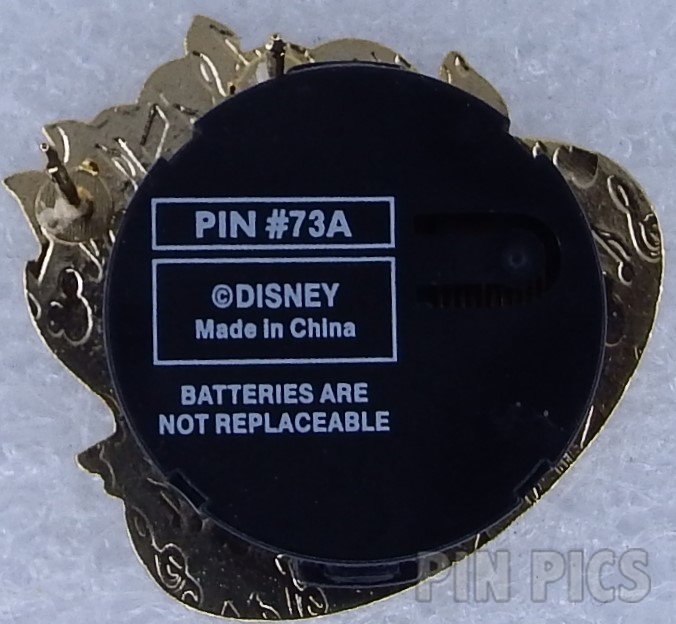 PIN #73A
©DISNEY
Made in China
BATTERIES ARE
NOT REPLACEABLE
PIN PICS